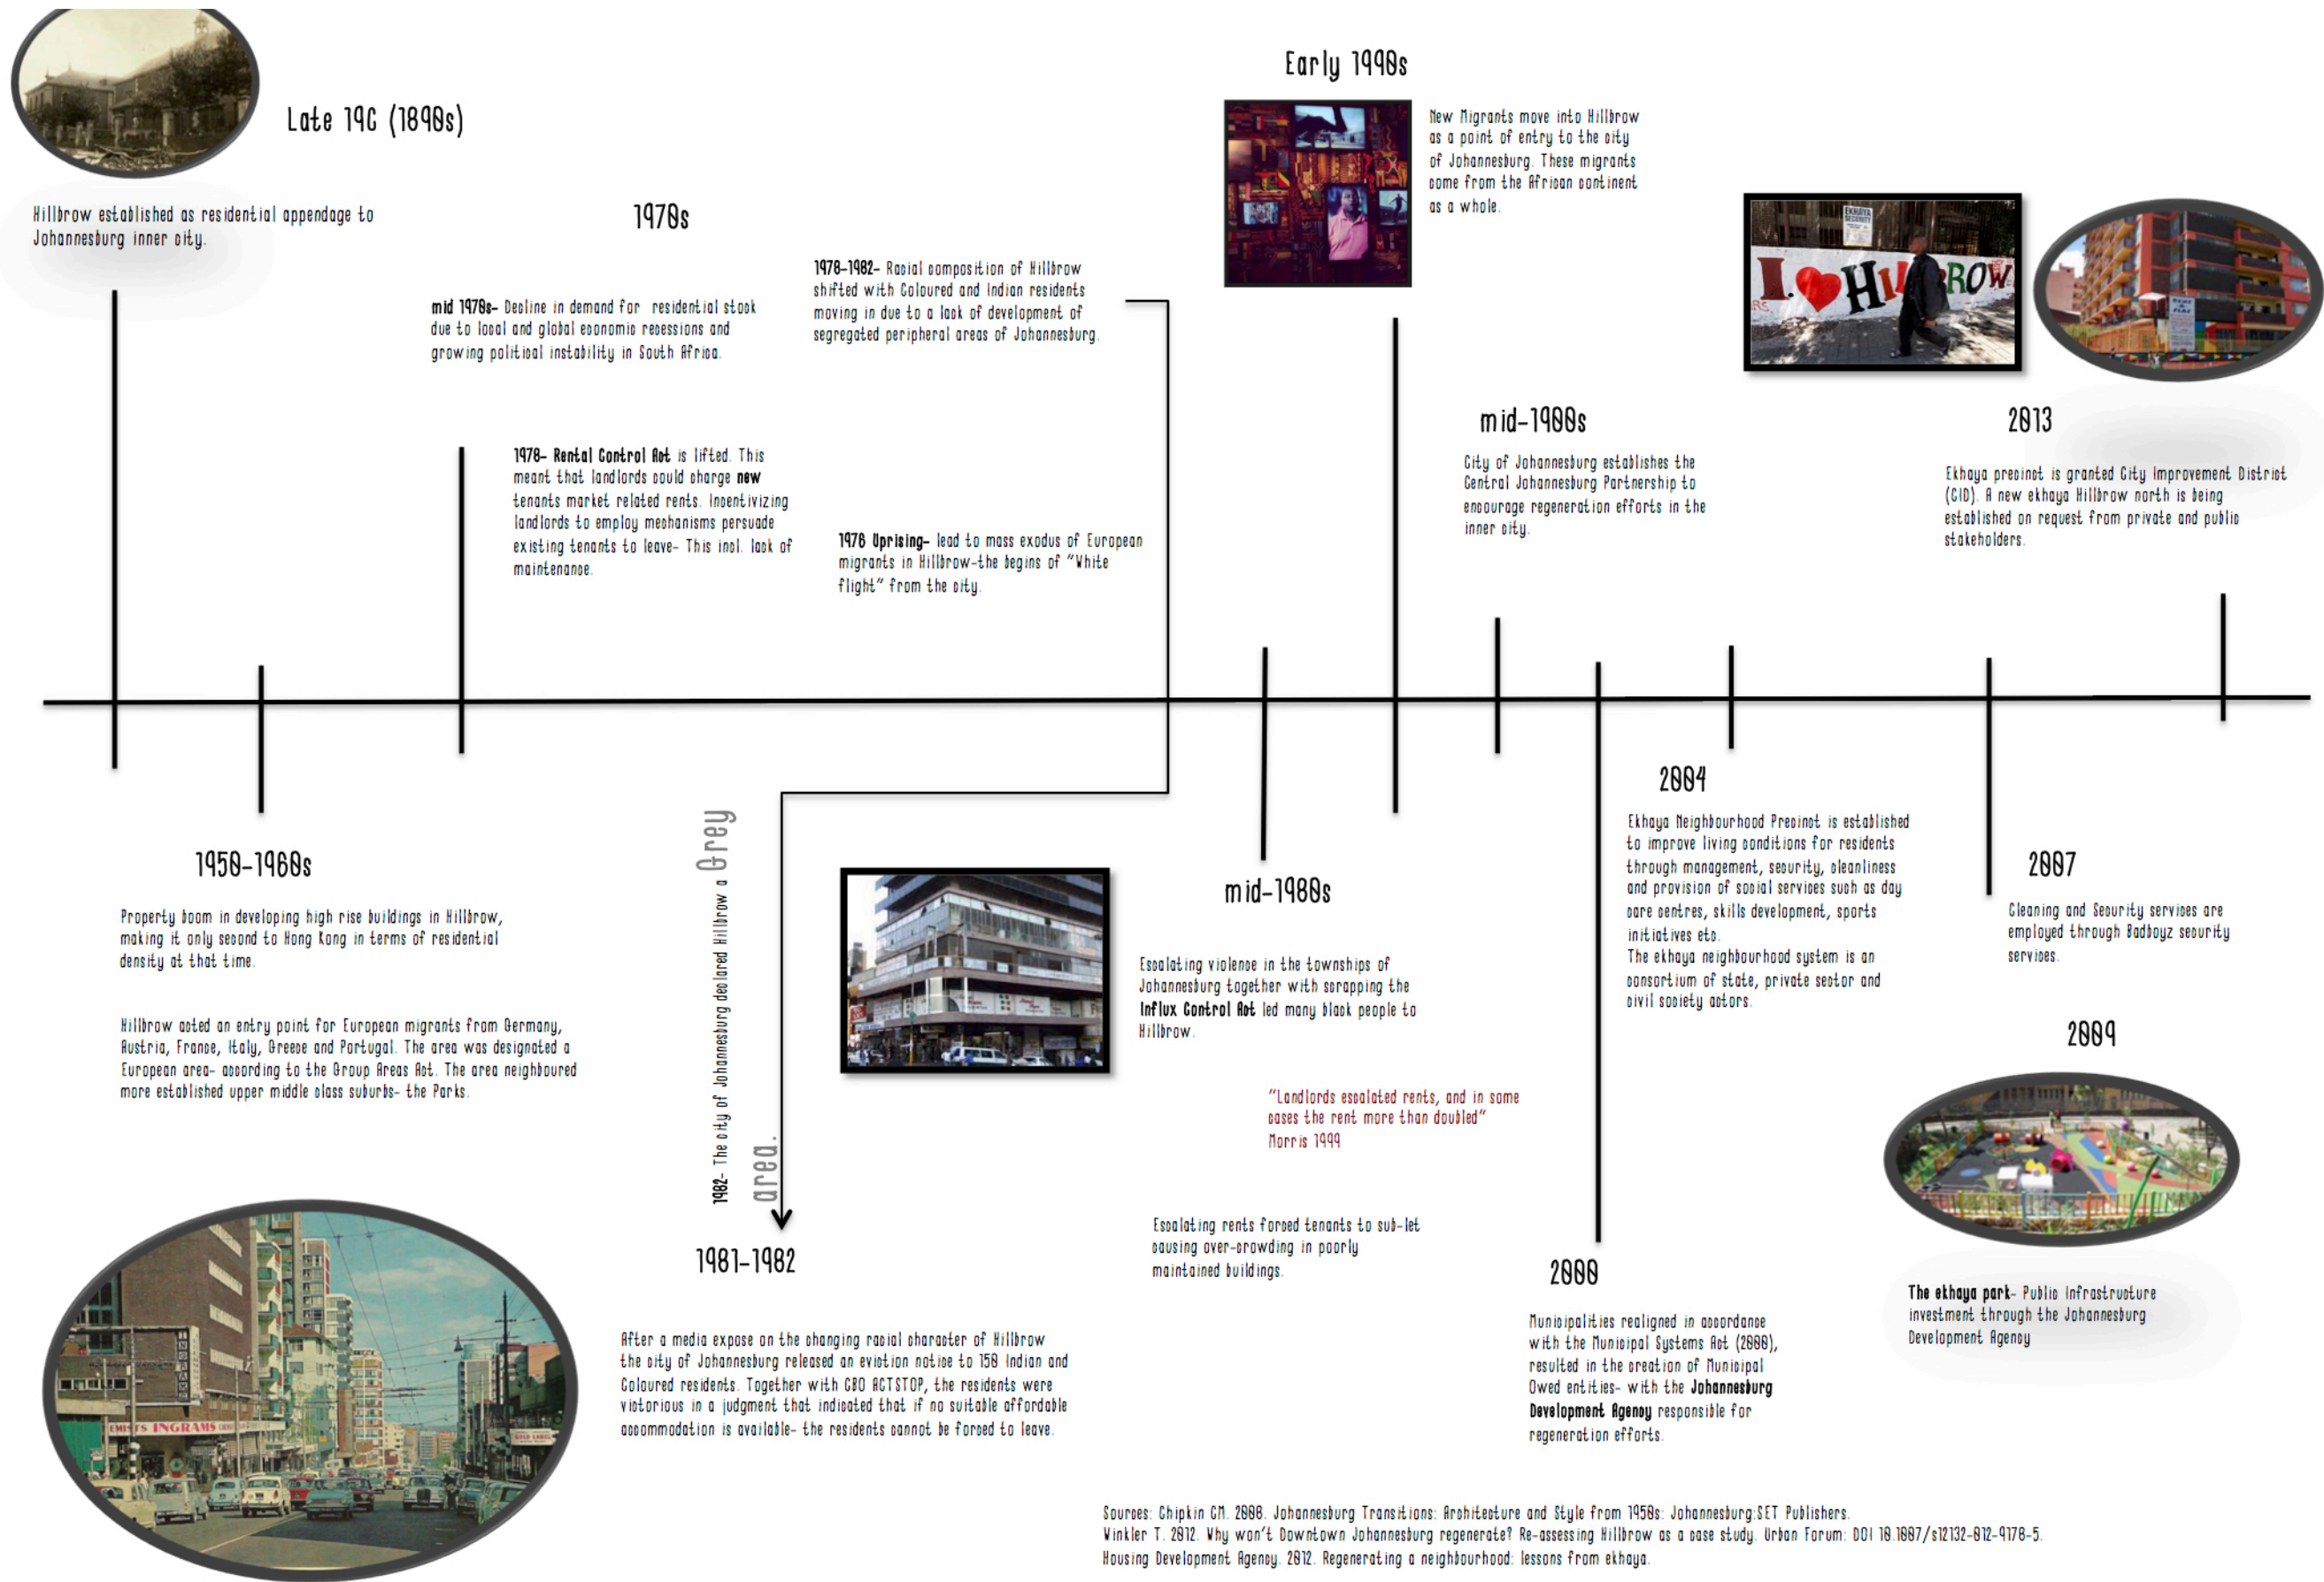 Late 19C (1890s)
Hillbrow established as residential appendage to
Johannesburg inner city.
1970s
mid 1970s- Decline in demand for residential stock
due to local and global economic recessions and
growing political instability in South Africa.
1978-1982- Racial composition of Hillbrow
shifted with Coloured and Indian residents
moving in due to a lack of development of
segregated peripheral areas of Johannesburg.
1978- Rental Control Act is lifted. This
meant that landlords could charge new
tenants market related rents. Incentivizing
landlords to employ mechanisms persuade
existing tenants to leave- This incl. lack of
maintenance.
1976 Uprising- lead to mass exodus of European
migrants in Hillbrow-the begins of "White
flight" from the city.
Early 1990s
New Migrants move into Hillbrow
as a point of entry to the city
of Johannesburg. These migrants
come from the African continent
as a whole.
EKHAYA
SECURITY
I HILLBROW
mid-1900s
City of Johannesburg establishes the
Central Johannesburg Partnership to
encourage regeneration efforts in the
inner city.
2013
Ekhaya precinct is granted City Improvement District
(CID). A new ekhaya Hillbrow north is being
established on request from private and public
stakeholders.
1950-1960s
Property boom in developing high rise buildings in Hillbrow,
making it only second to Hong Kong in terms of residential
density at that time.
Hillbrow acted an entry point for European migrants from Germany,
Austria, France, Italy, Greece and Portugal. The area was designated a
European area- according to the Group Areas Act. The area neighboured
more established upper middle class suburbs- the Parks.
EMISTS INGRAMS
1982- The city of Johannesburg declared Hillbrow a Grey
area.
1981-1982
After a media expose on the changing racial character of Hillbrow
the city of Johannesburg released an eviction notice to 150 Indian and
Coloured residents. Together with CBO ACTSTOP, the residents were
victorious in a judgment that indicated that if no suitable affordable
accommodation is available- the residents cannot be forced to leave.
mid-1980s
Escalating violence in the townships of
Johannesburg together with scrapping the
Influx Control Act led many black people to
Hillbrow.
"Landlords escalated rents, and in some
cases the rent more than doubled"
Morris 1999
Escalating rents forced tenants to sub-let
causing over-crowding in poorly
maintained buildings.
2000
Municipalities realigned in accordance
with the Municipal Systems Act (2000),
resulted in the creation of Municipal
Owed entities- with the Johannesburg
Development Agency responsible for
regeneration efforts.
2004
Ekhaya Neighbourhood Precinct is established
to improve living conditions for residents
through management, security, cleanliness
and provision of social services such as day
care centres, skills development, sports
initiatives etc.
The ekhaya neighbourhood system is an
consortium of state, private sector and
civil society actors.
2007
Cleaning and Security services are
employed through Badboyz security
services.
2009
The ekhaya park- Public Infrastructure
investment through the Johannesburg
Development Agency
Sources: Chipkin CM. 2008. Johannesburg Transitions: Architecture and Style from 1950s: Johannesburg:SET Publishers.
Winkler T. 2012. Why won't Downtown Johannesburg regenerate? Re-assessing Hillbrow as a case study. Urban Forum: DOI 10.1007/s12132-012-9178-5.
Housing Development Agency. 2012. Regenerating a neighbourhood: lessons from ekhaya.